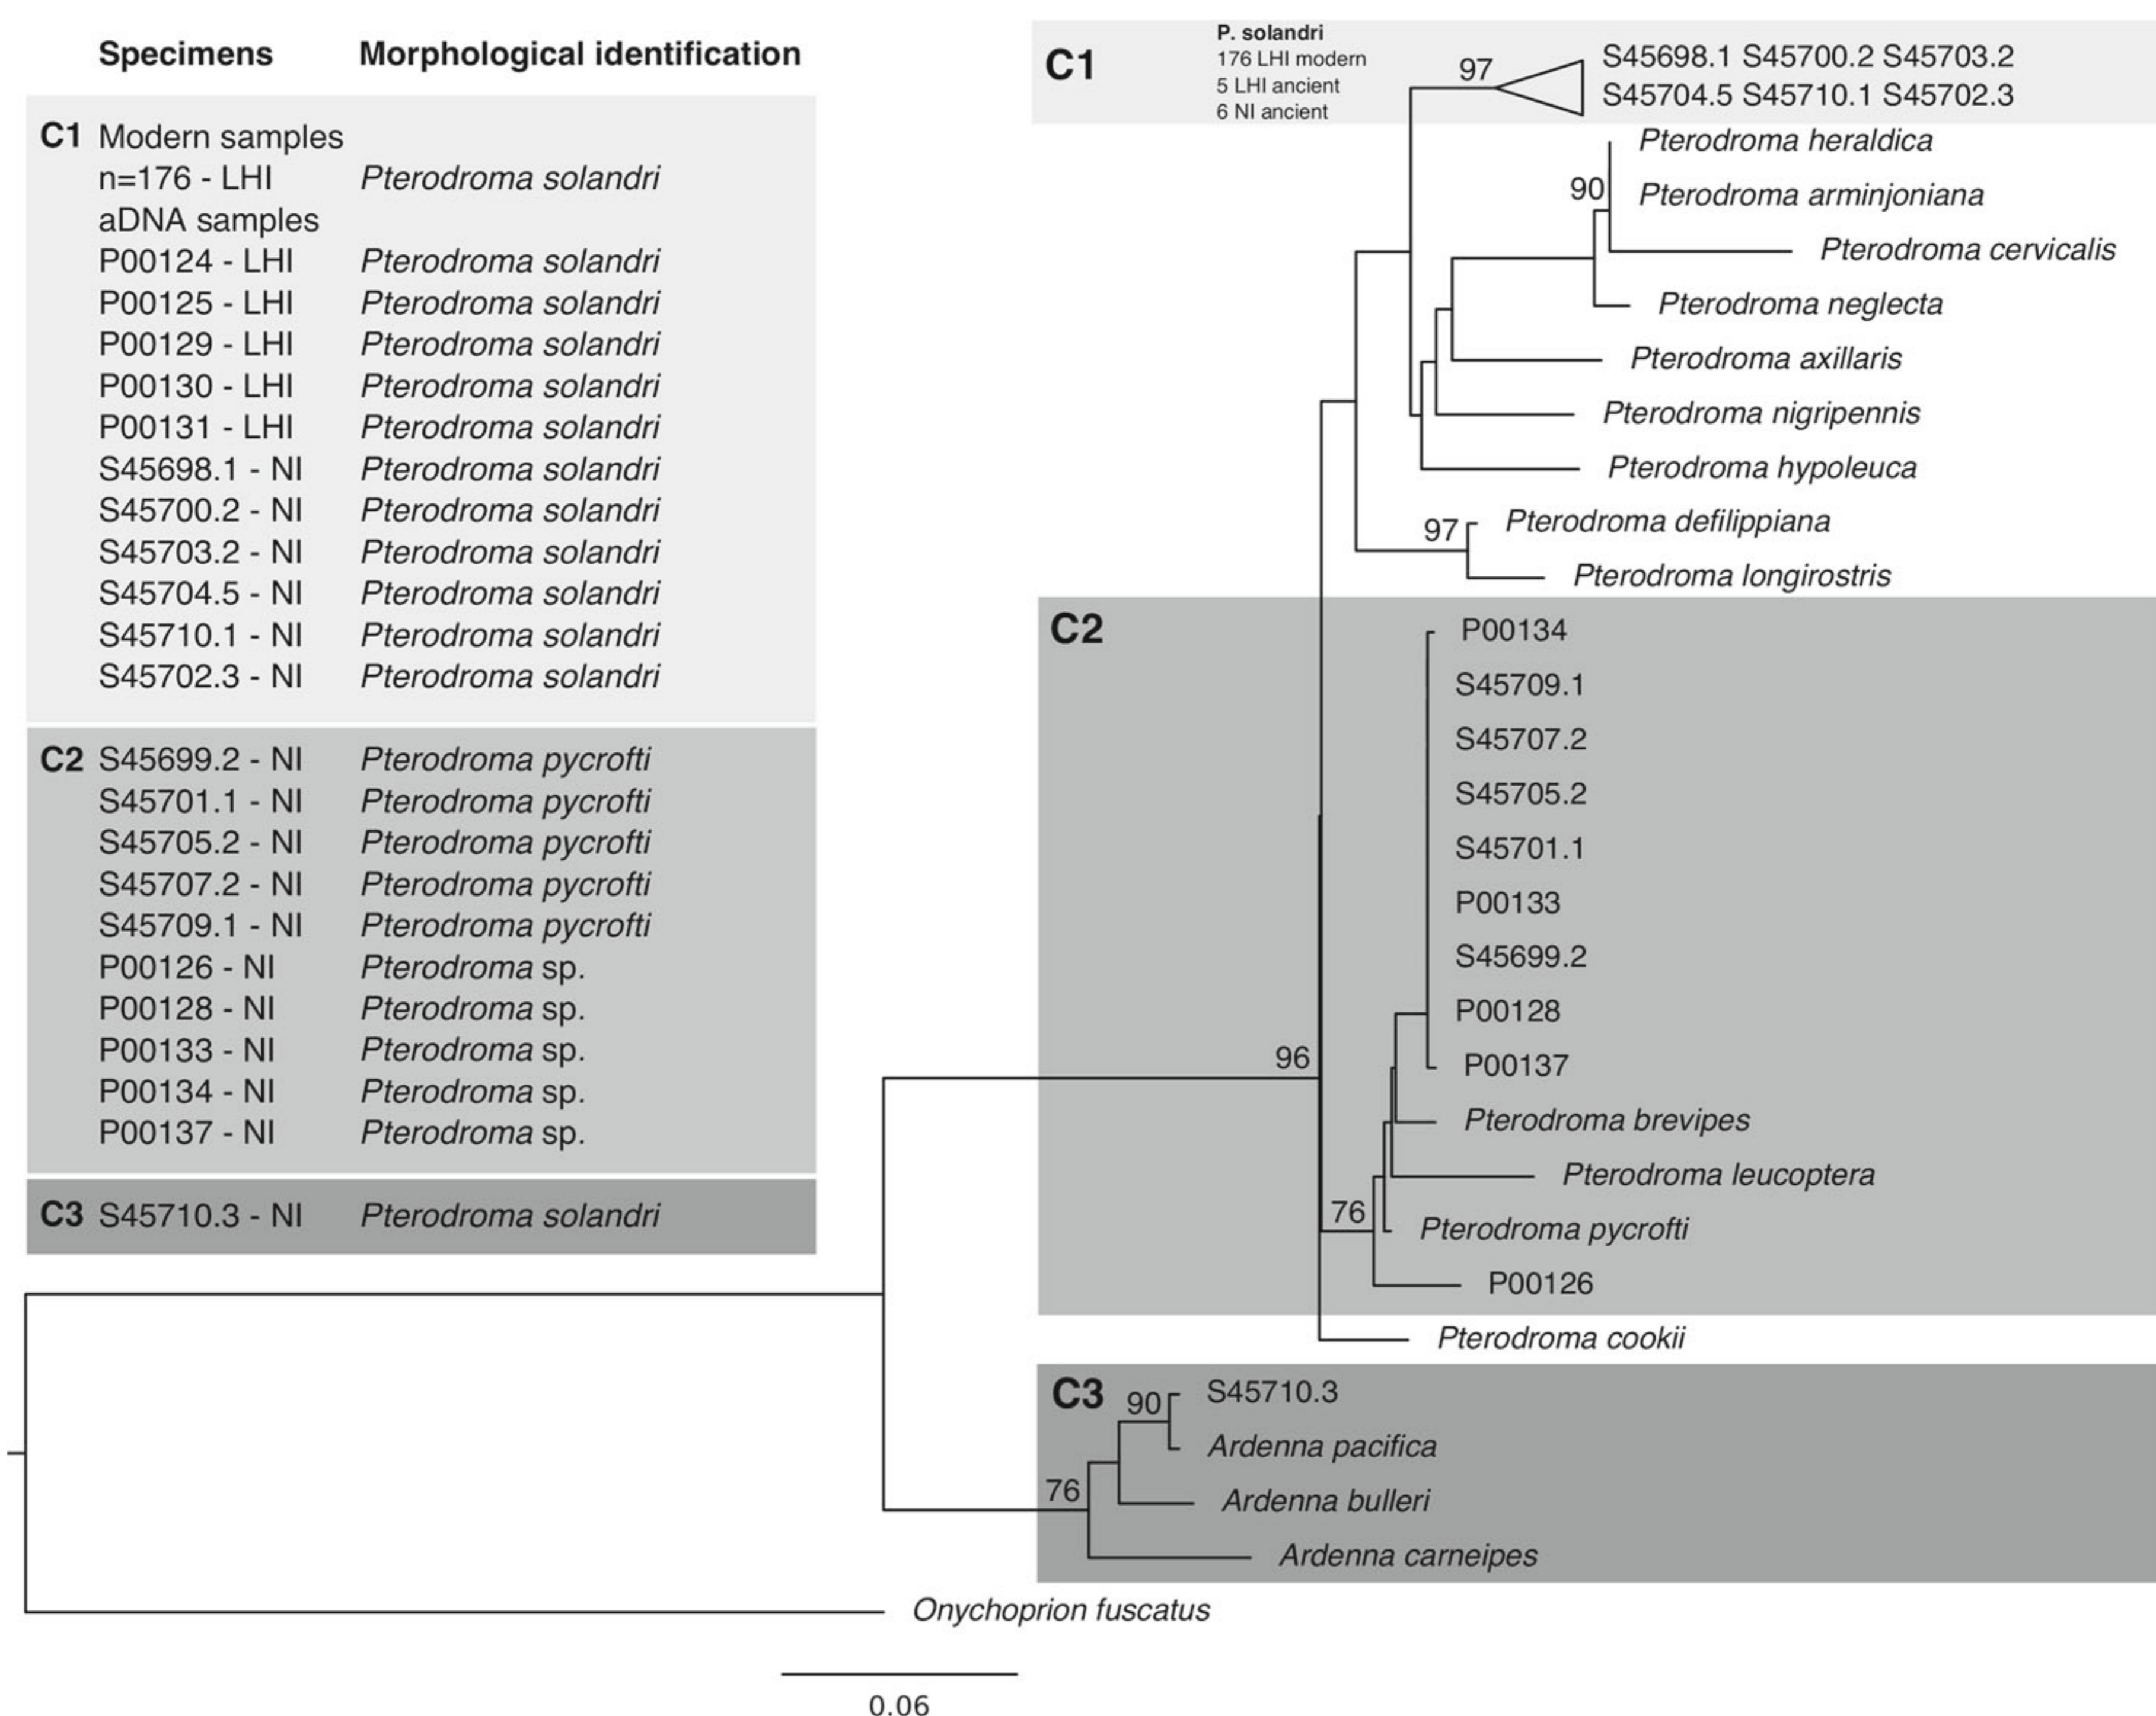 Specimens Morphological identification
C1 Modern samples
n=176 - LHI Pterodroma solandri
aDNA samples
P00124 - LHI Pterodroma solandri
P00125 - LHI Pterodroma solandri
P00129 - LHI Pterodroma solandri
P00130 - LHI Pterodroma solandri
P00131 - LHI Pterodroma solandri
S45698.1 - NI Pterodroma solandri
S45700.2 - NI Pterodroma solandri
S45703.2 - NI Pterodroma solandri
S45704.5 - NI Pterodroma solandri
S45710.1 - NI Pterodroma solandri
S45702.3 - NI Pterodroma solandri
C2 S45699.2 - NI Pterodroma pycrofti
S45701.1 - NI Pterodroma pycrofti
S45705.2 - NI Pterodroma pycrofti
S45707.2 - NI Pterodroma pycrofti
S45709.1 - NI Pterodroma pycrofti
P00126 - NI Pterodroma sp.
P00128 - NI Pterodroma sp.
P00133 - NI Pterodroma sp.
P00134 - NI Pterodroma sp.
P00137 - NI Pterodroma sp.
C3 S45710.3 - NI Pterodroma solandri
C1
P. solandri
176 LHI modern
5 LHI ancient
6 NI ancient
97
S45698.1 S45700.2 S45703.2
S45704.5 S45710.1 S45702.3
Pterodroma heraldica
90
Pterodroma arminjoniana
Pterodroma cervicalis
Pterodroma neglecta
Pterodroma axillaris
Pterodroma nigripennis
Pterodroma hypoleuca
97
Pterodroma defilippiana
Pterodroma longirostris
C2
P00134
S45709.1
S45707.2
S45705.2
S45701.1
P00133
S45699.2
P00128
96
P00137
Pterodroma brevipes
Pterodroma leucoptera
76
Pterodroma pycrofti
P00126
Pterodroma cookii
C3
90
S45710.3
Ardenna pacifica
76
Ardenna bulleri
Ardenna carneipes
Onychoprion fuscatus
0.06